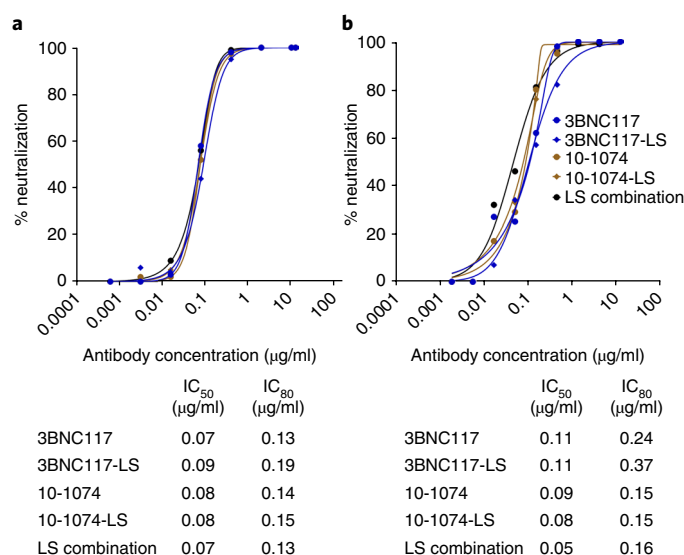 a
100
80
60
40
20
0
% neutralization
0.0001
0.001
0.01
0.1
1
10
100
Antibody concentration (μg/ml)
IC50 IC80
(μg/ml) (μg/ml)
3BNC117 0.07 0.13
3BNC117-LS 0.09 0.19
10-1074 0.08 0.14
10-1074-LS 0.08 0.15
LS combination 0.07 0.13
b
100
80
60
40
20
0
% neutralization
3BNC117
3BNC117-LS
10-1074
10-1074-LS
LS combination
0.0001
0.001
0.01
0.1
1
10
100
Antibody concentration (μg/ml)
IC50 IC80
(μg/ml) (μg/ml)
3BNC117 0.11 0.24
3BNC117-LS 0.11 0.37
10-1074 0.09 0.15
10-1074-LS 0.08 0.15
LS combination 0.05 0.16